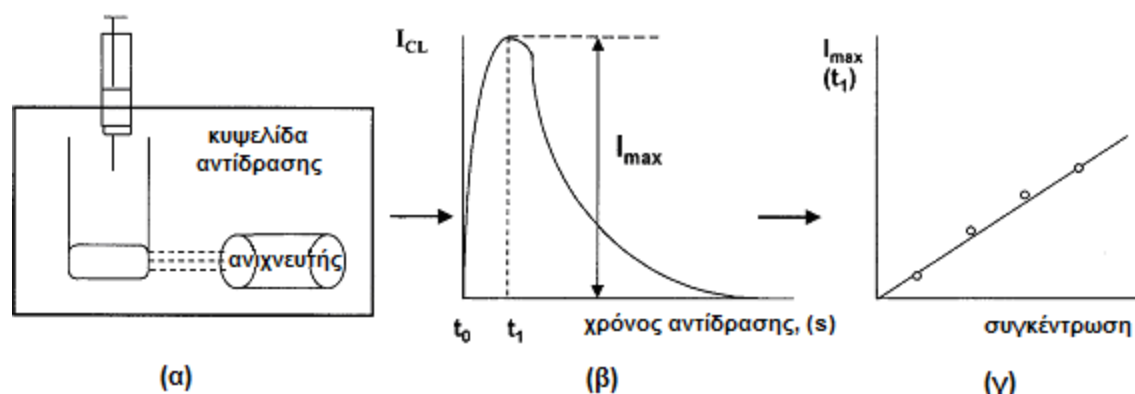 κυψελίδα
αντίδρασης
ανιχνευτής
(α)
I_CL
I_max
t_0
t_1
χρόνος αντίδρασης, (s)
(β)
I_max
(t_1)
συγκέντρωση
(γ)